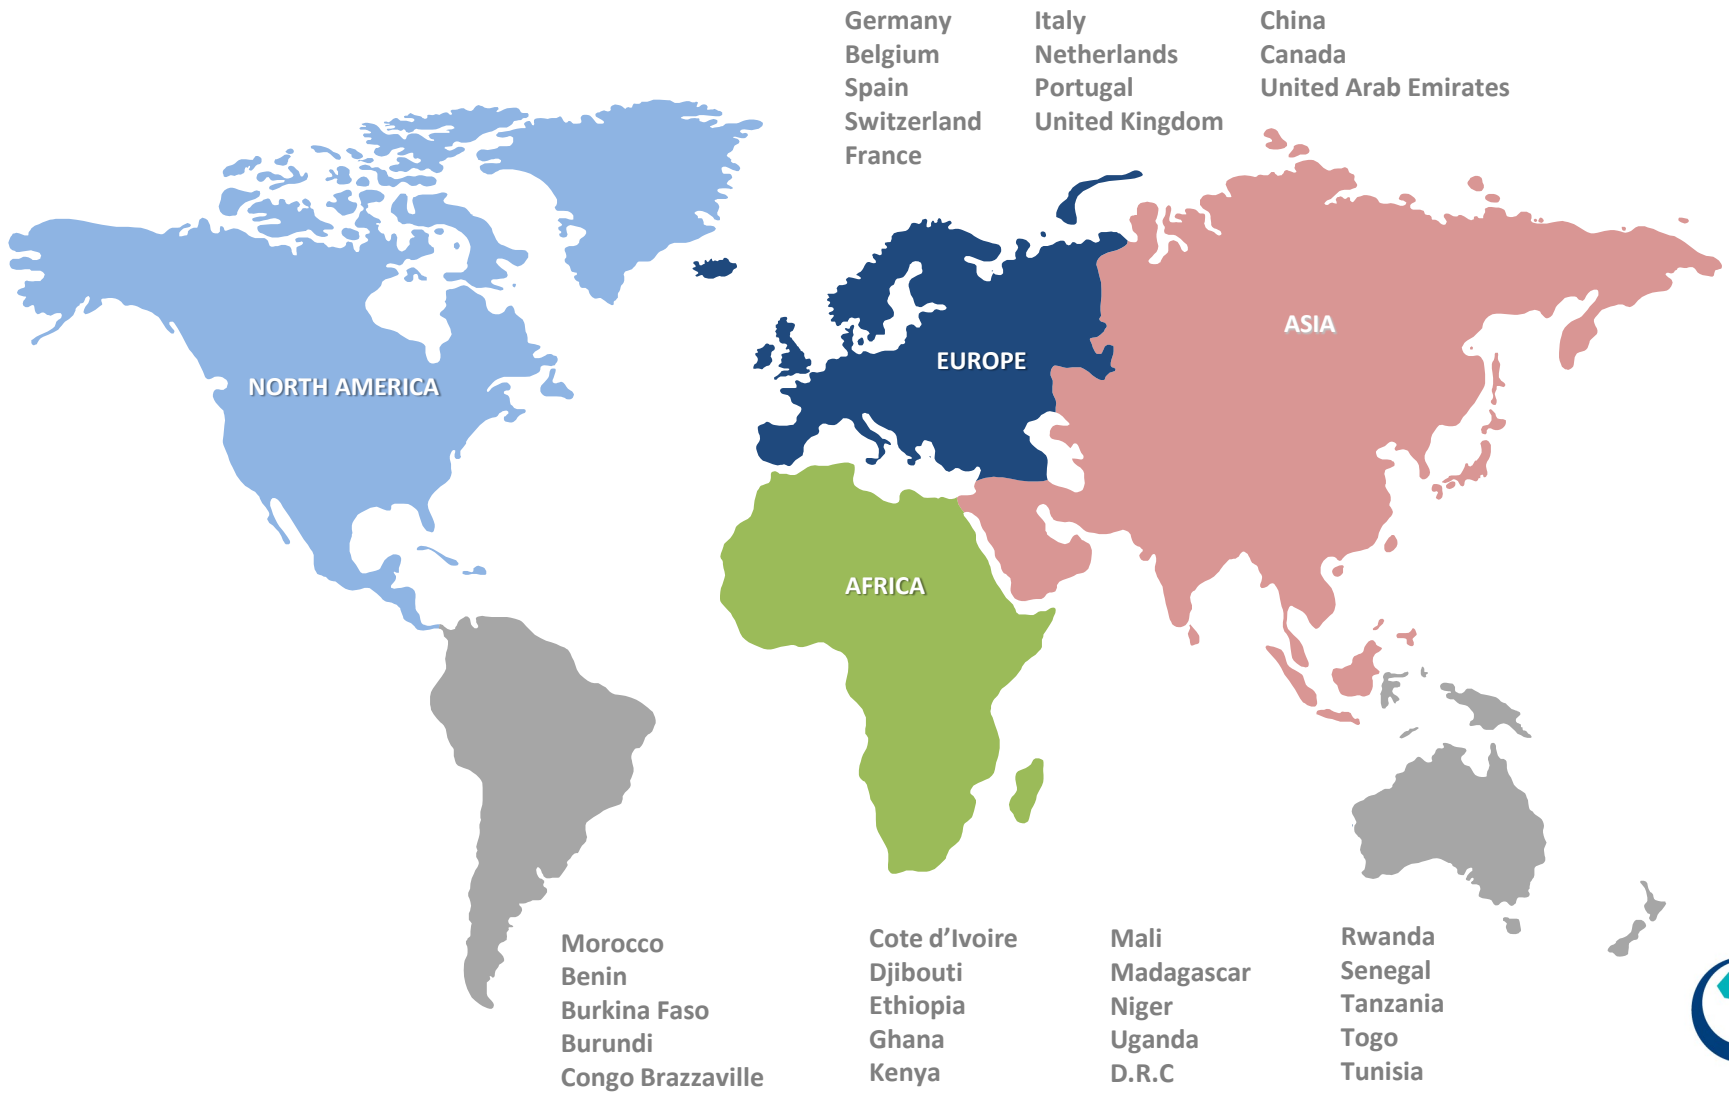 Germany
Belgium
Spain
Switzerland
France
Italy
Netherlands
Portugal
United Kingdom
China
Canada
United Arab Emirates
NORTH AMERICA
EUROPE
ASIA
AFRICA
Morocco
Benin
Burkina Faso
Burundi
Congo Brazzaville
Cote d’Ivoire
Djibouti
Ethiopia
Ghana
Kenya
Mali
Madagascar
Niger
Uganda
D.R.C
Rwanda
Senegal
Tanzania
Togo
Tunisia